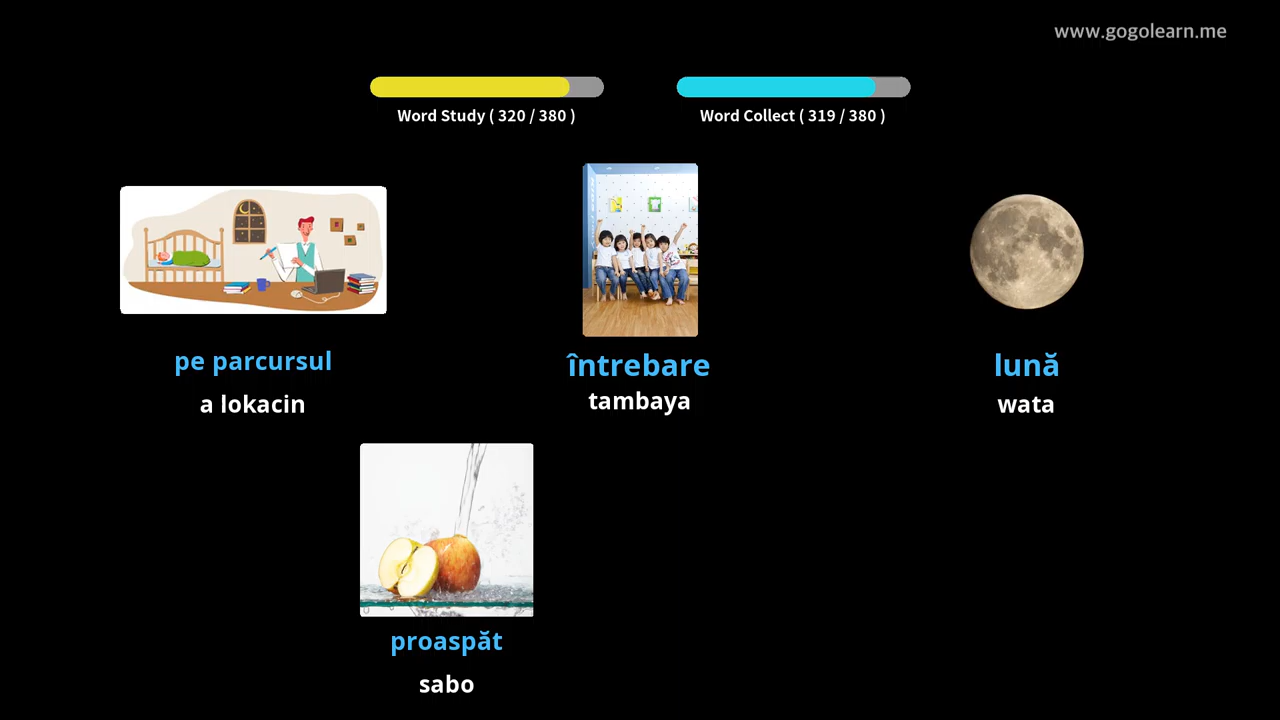 www.gogolearn.me
Word Study ( 320 / 380 )
Word Collect ( 319 / 380 )
pe parcursul
a lokacin
întrebare
tambaya
lună
wata
proaspăt
sabo